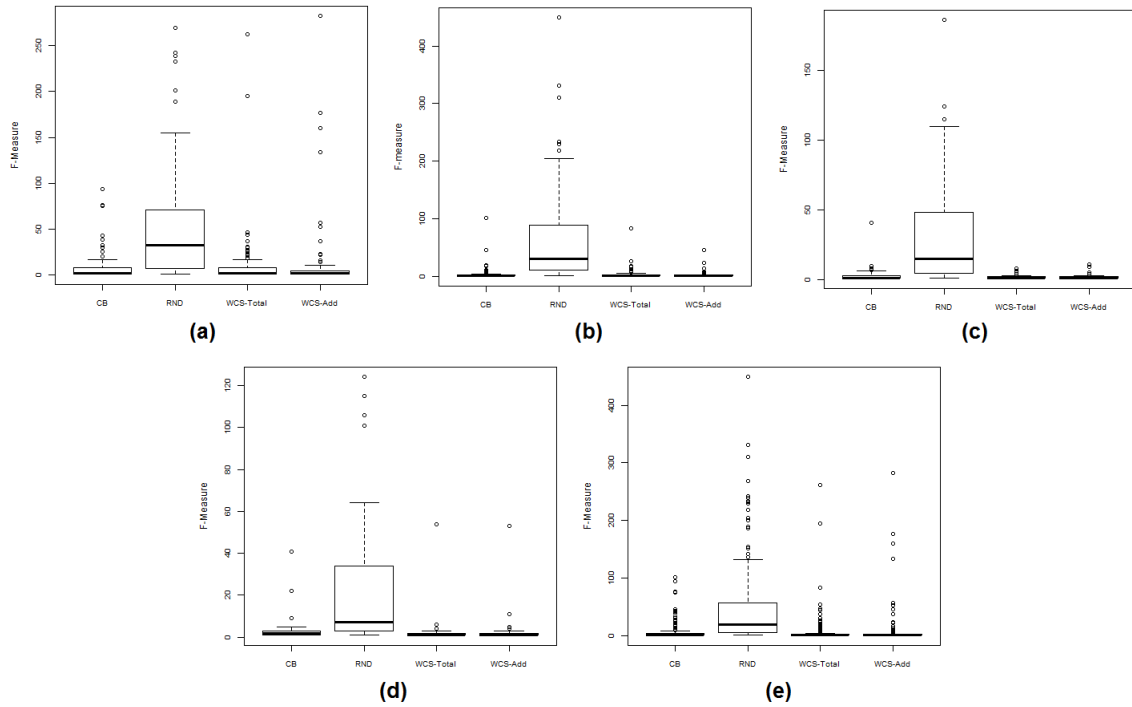 F-Measure
250
200
150
100
50
0
CB RND WCS-Total WCS-Add
(a)
F-measure
400
300
200
100
0
CB RND WCS-Total WCS-Add
(b)
F-Measure
150
100
50
0
CB RND WCS-Total WCS-Add
(c)
F-Measure
120
100
80
60
40
20
0
CB RND WCS-Total WCS-Add
(d)
F-Measure
400
300
200
100
0
CB RND WCS-Total WCS-Add
(e)